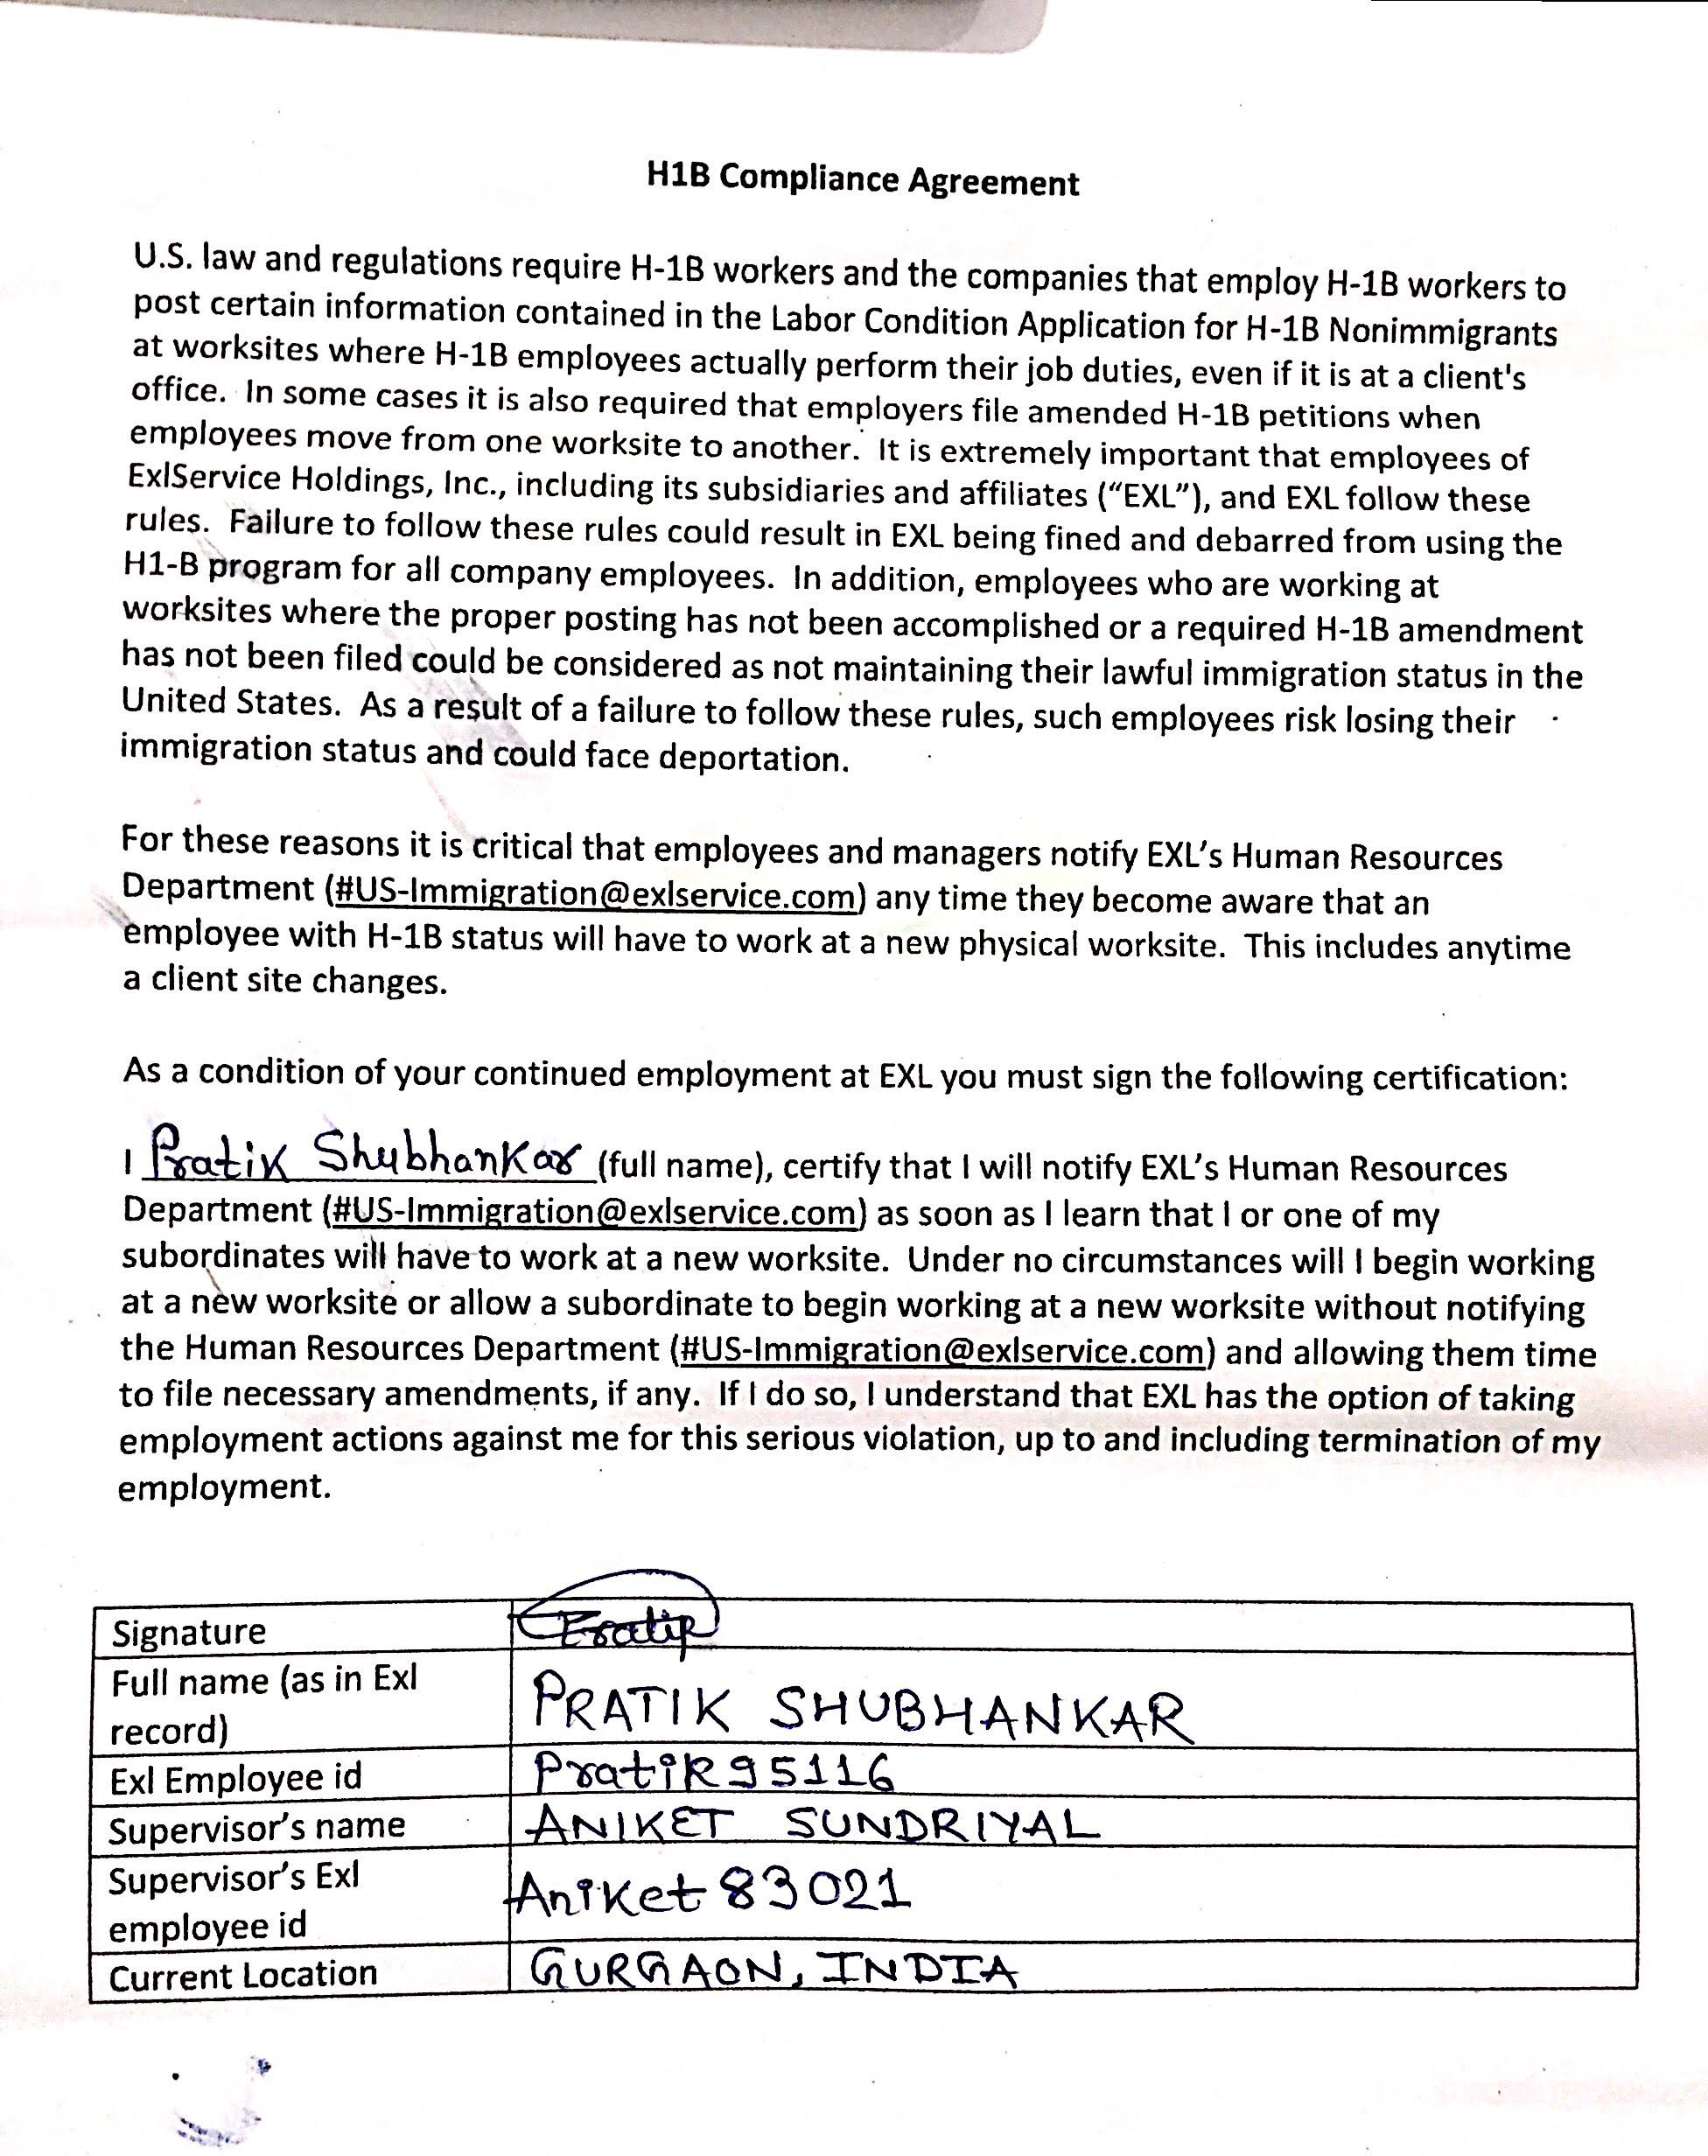 H1B Compliance Agreement
U.S. law and regulations require H-1B workers and the companies that employ H-1B workers to
post certain information contained in the Labor Condition Application for H-1B Nonimmigrants
at worksites where H-1B employees actually perform their job duties, even if it is at a client's
office. In some cases it is also required that employers file amended H-1B petitions when
employees move from one worksite to another. It is extremely important that employees of
ExlService Holdings, Inc., including its subsidiaries and affiliates (“EXL”), and EXL follow these
rules. Failure to follow these rules could result in EXL being fined and debarred from using the
H1-B program for all company employees. In addition, employees who are working at
worksites where the proper posting has not been accomplished or a required H-1B amendment
has not been filed could be considered as not maintaining their lawful immigration status in the
United States. As a result of a failure to follow these rules, such employees risk losing their
immigration status and could face deportation.
For these reasons it is critical that employees and managers notify EXL’s Human Resources
Department (#US-Immigration@exlservice.com) any time they become aware that an
employee with H-1B status will have to work at a new physical worksite. This includes anytime
a client site changes.
As a condition of your continued employment at EXL you must sign the following certification:
I Pratik Shubhankar (full name), certify that I will notify EXL’s Human Resources
Department (#US-Immigration@exlservice.com) as soon as I learn that I or one of my
subordinates will have to work at a new worksite. Under no circumstances will I begin working
at a new worksite or allow a subordinate to begin working at a new worksite without notifying
the Human Resources Department (#US-Immigration@exlservice.com) and allowing them time
to file necessary amendments, if any. If I do so, I understand that EXL has the option of taking
employment actions against me for this serious violation, up to and including termination of my
employment.
Signature
Full name (as in Exl
record) PRATIK SHUBHANKAR
Exl Employee id Pratik95116
Supervisor’s name ANIKET SUNDRIYAL
Supervisor’s Exl
employee id Aniket83021
Current Location GURGAON, INDIA